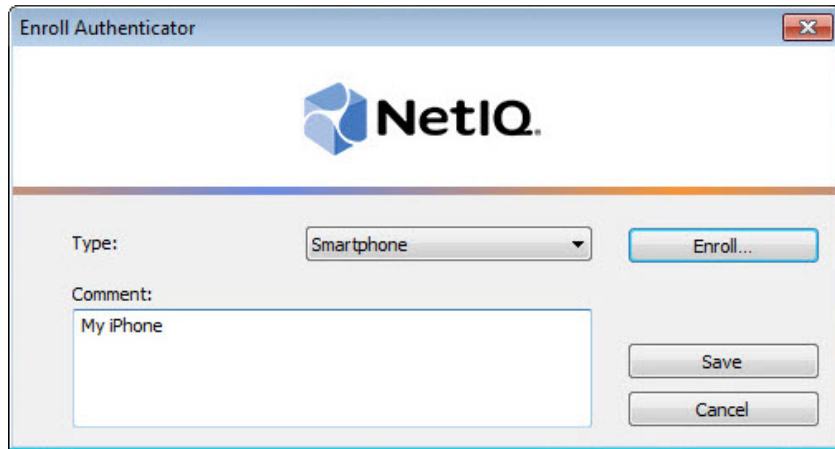 Enroll Authenticator
NetIQ.
Type:
Smartphone
Enroll...
Comment:
My iPhone
Save
Cancel